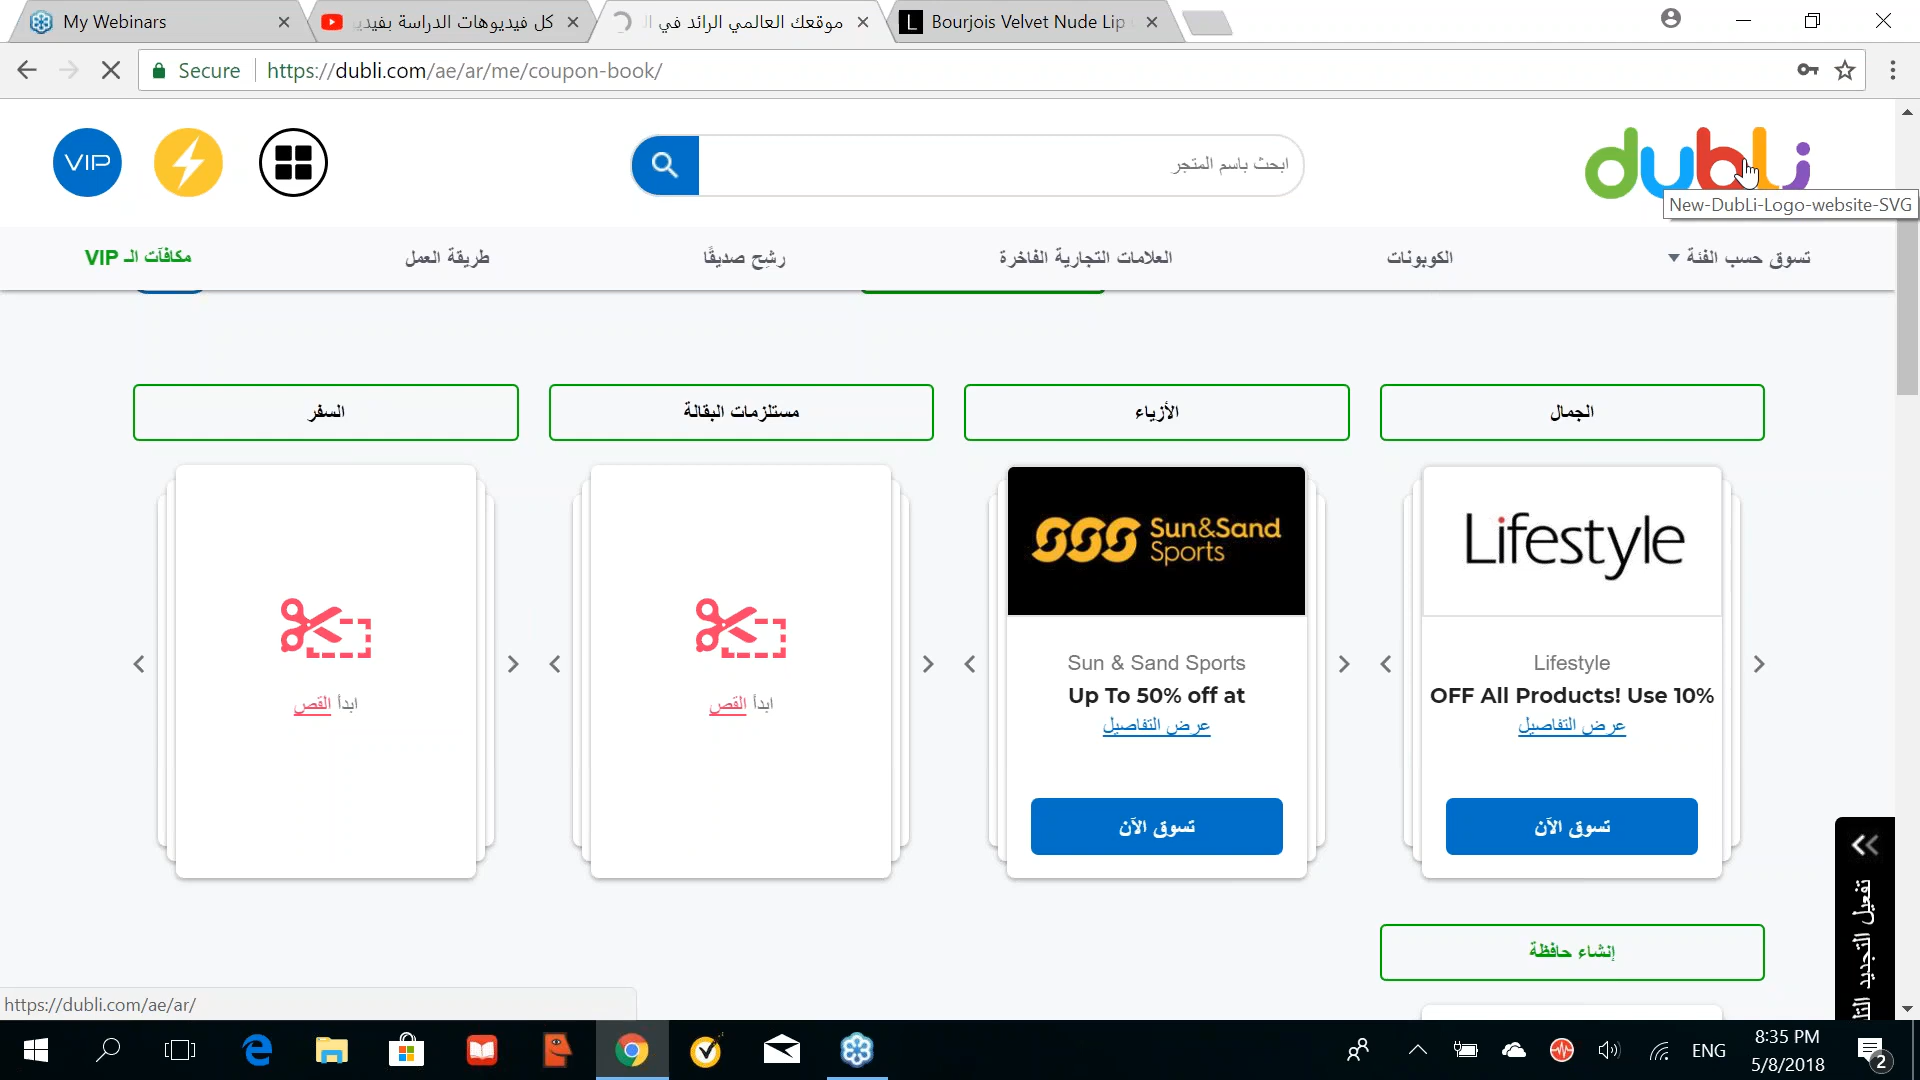 My Webinars
كل فيديوهات الدراسة بفيديو
موقعك العالمي الرائد في ال
Bourjois Velvet Nude Lip
Secure
https://dubli.com/ae/ar/me/coupon-book/
VIP
ابحث باسم المتجر
dubli
New-DubLi-Logo-website-SVG
تسوق حسب الفئة
الكوبونات
العلامات التجارية الفاخرة
رشِح صديقًا
طريقة العمل
مكافآت الـ VIP
الجمال
الأزياء
مستلزمات البقالة
السفر
Lifestyle
Lifestyle
OFF All Products! Use 10%
عرض التفاصيل
تسوق الآن
SSS Sun&Sand
Sports
Sun & Sand Sports
Up To 50% off at
عرض التفاصيل
تسوق الآن
ابدأ القص
ابدأ القص
إنشاء حافظة
تفعيل التجديد
https://dubli.com/ae/ar/
ENG
8:35 PM
5/8/2018
2